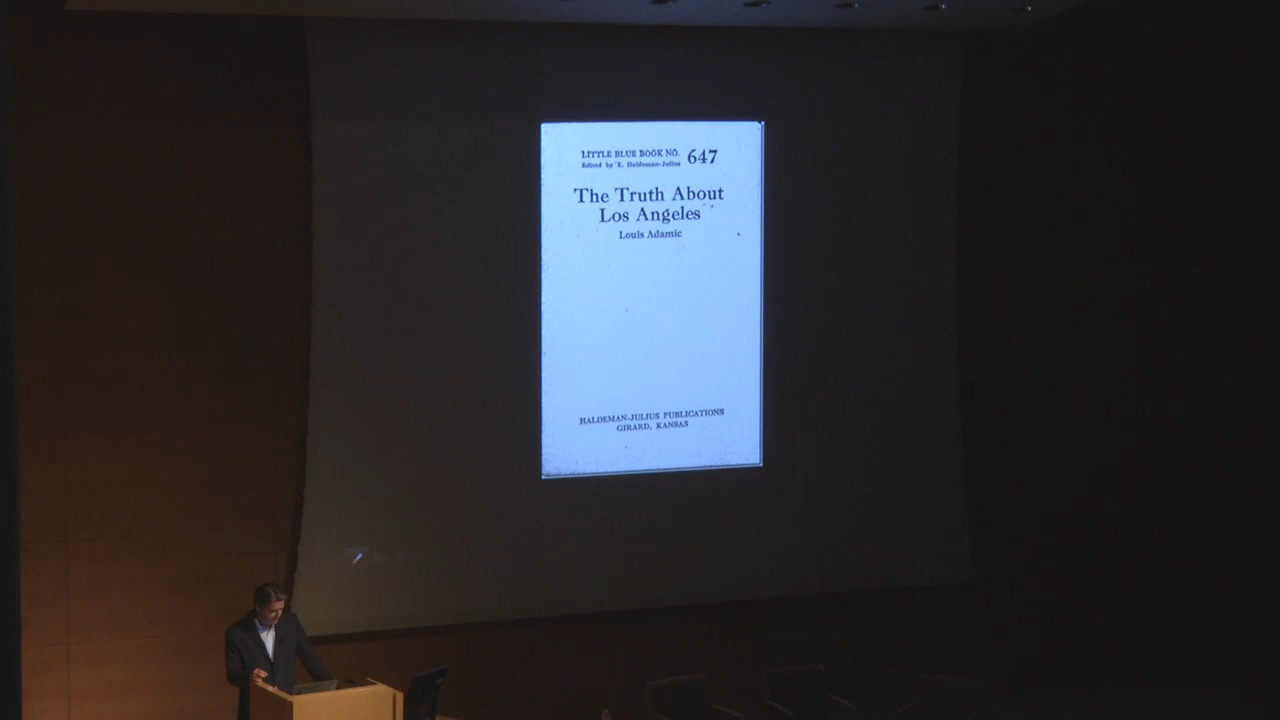 LITTLE BLUE BOOK NO. 647
Edited by E. Haldeman-Julius
The Truth About
Los Angeles
Louis Adamic
HALDEMAN-JULIUS PUBLICATIONS
GIRARD, KANSAS